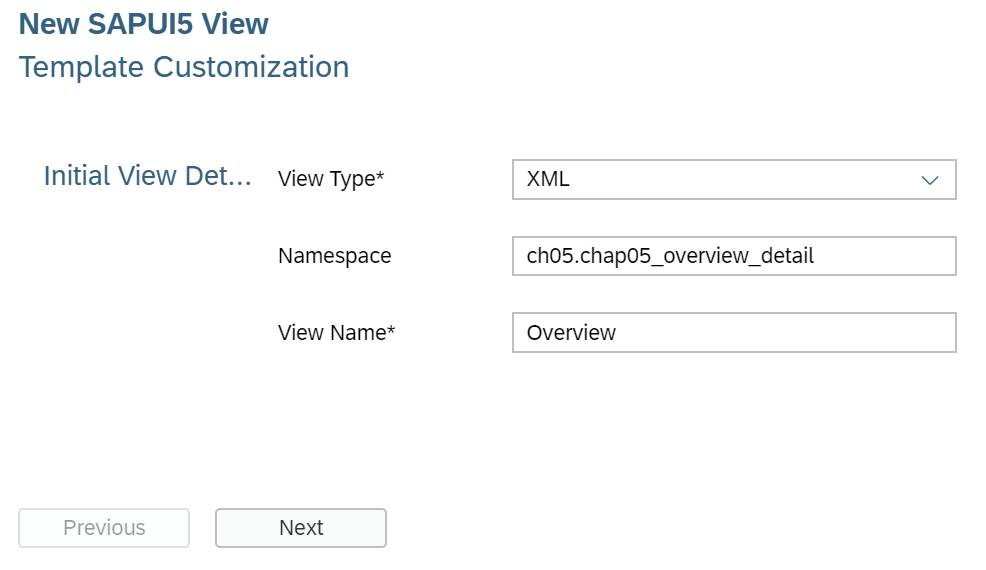 New SAPUI5 View
Template Customization
Initial View Det... View Type* XML
Namespace ch05.chap05_overview_detail
View Name* Overview
Previous Next